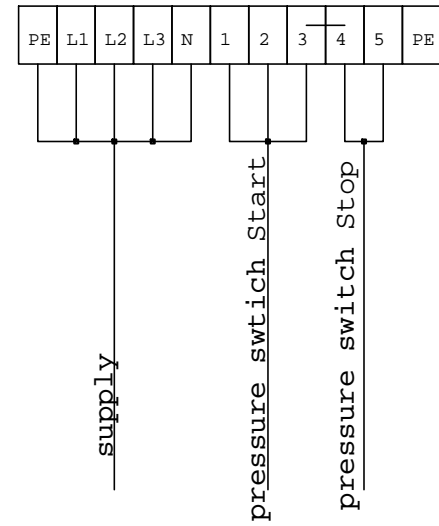 PE L1 L2 L3 N 1 2 3 4 5 PE
supply
pressure swtich Start
pressure switch Stop